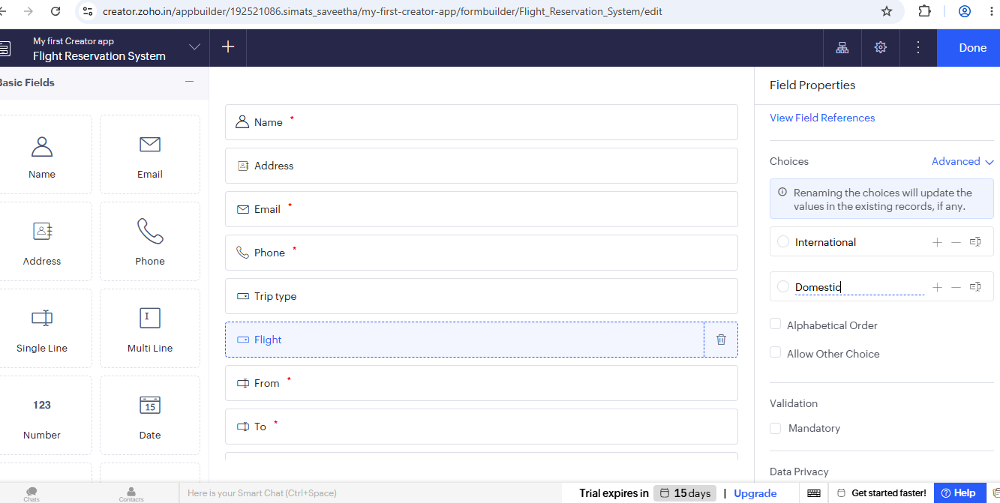 creator.zoho.in/appbuilder/192521086.simats_saveetha/my-first-creator-app/formbuilder/Flight_Reservation_System/edit
My first Creator app
Flight Reservation System
Done
Basic Fields
Name
Email
Address
Phone
Single Line
Multi Line
I
123
Number
15
Date
Name *
Address
Email *
Phone *
Trip type
Flight
From *
To *
Field Properties
View Field References
Choices
Advanced
Renaming the choices will update the
values in the existing records, if any.
International
Domestic
Alphabetical Order
Allow Other Choice
Validation
Mandatory
Data Privacy
Chats
Contacts
Here is your Smart Chat (Ctrl+Space)
Trial expires in 15 days | Upgrade
Get started faster!
Help